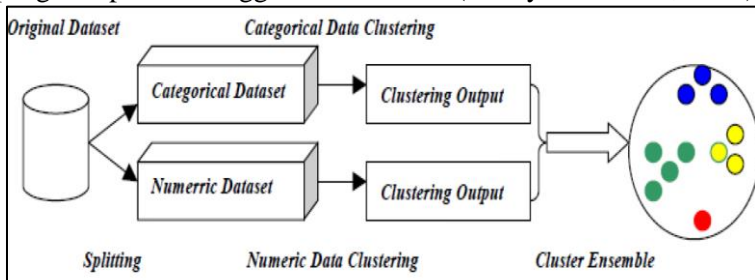 Original Dataset
Categorical Data Clustering
Categorical Dataset
Clustering Output
Numerric Dataset
Clustering Output
Splitting
Numeric Data Clustering
Cluster Ensemble